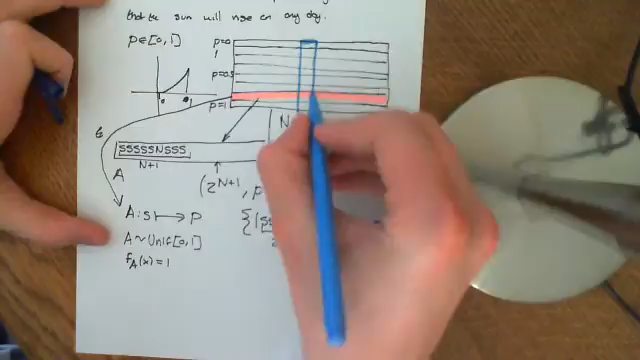 that the sun will rise on any day.
p∈[0,1]
p=0
p=0.5
p=1
N
SSSSSNSSS
N+1
A
(2^{N+1}, p
A: s ↦ p
A ~ Unif[0,1]
f_A(x) = 1